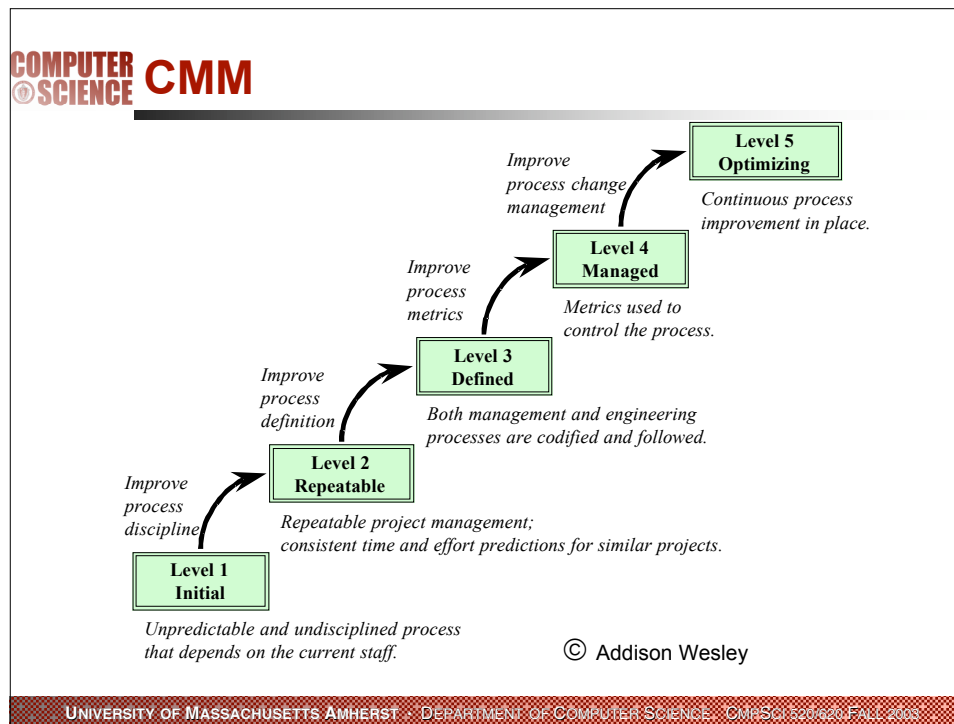 COMPUTER
SCIENCE
CMM
Level 5
Optimizing
Improve
process change
management
Continuous process
improvement in place.
Level 4
Managed
Improve
process
metrics
Metrics used to
control the process.
Level 3
Defined
Improve
process
definition
Both management and engineering
processes are codified and followed.
Level 2
Repeatable
Improve
process
discipline
Repeatable project management;
consistent time and effort predictions for similar projects.
Level 1
Initial
Unpredictable and undisciplined process
that depends on the current staff.
© Addison Wesley
UNIVERSITY OF MASSACHUSETTS AMHERST · DEPARTMENT OF COMPUTER SCIENCE CMPSCI 520/620 FALL 2003